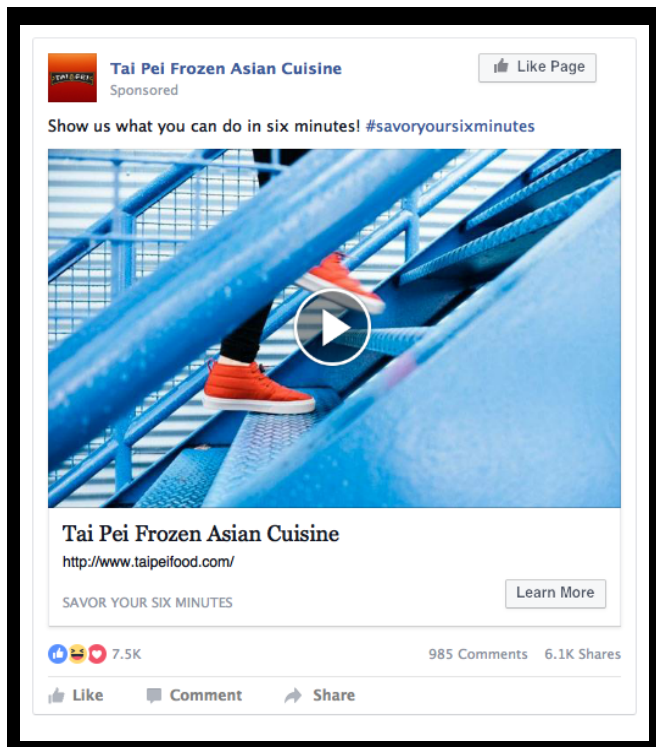 TAI PEI
Tai Pei Frozen Asian Cuisine
Like Page
Sponsored
Show us what you can do in six minutes! #savoryoursixminutes
Tai Pei Frozen Asian Cuisine
http://www.taipeifood.com/
Learn More
SAVOR YOUR SIX MINUTES
7.5K
985 Comments 6.1K Shares
Like Comment Share